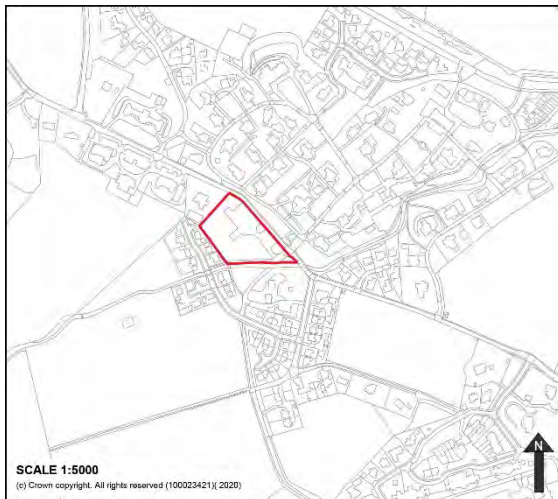 N
SCALE 1:5000
(c) Crown copyright. All rights reserved (100023421)( 2020)